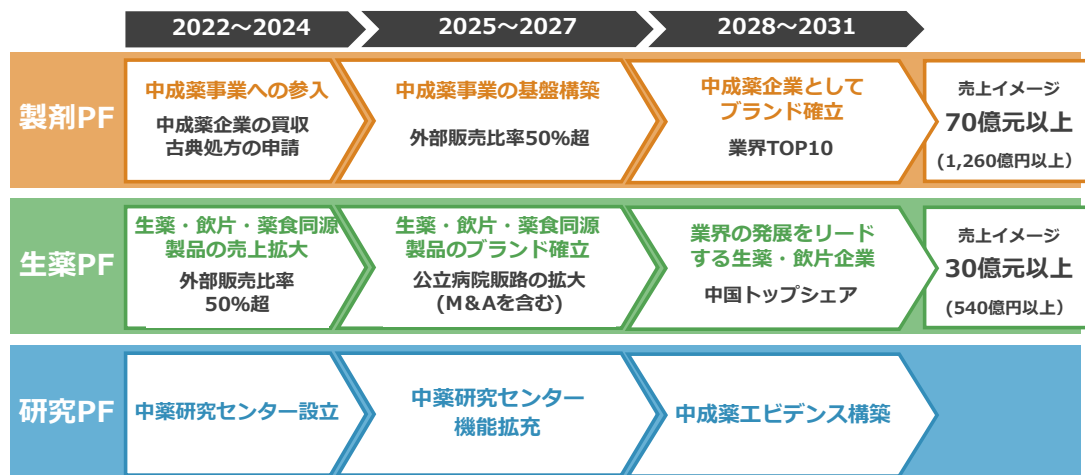 2022～2024
2025～2027
2028～2031
製剤PF
中成薬事業への参入
中成薬企業の買収
古典処方の申請
中成薬事業の基盤構築
外部販売比率50%超
中成薬企業として
ブランド確立
業界TOP10
売上イメージ
70億元以上
(1,260億円以上)
生薬PF
生薬・飲片・薬食同源
製品の売上拡大
外部販売比率
50%超
生薬・飲片・薬食同源
製品のブランド確立
公立病院販路の拡大
(M&Aを含む)
業界の発展をリード
する生薬・飲片企業
中国トップシェア
売上イメージ
30億元以上
(540億円以上)
研究PF
中薬研究センター設立
中薬研究センター
機能拡充
中成薬エビデンス構築